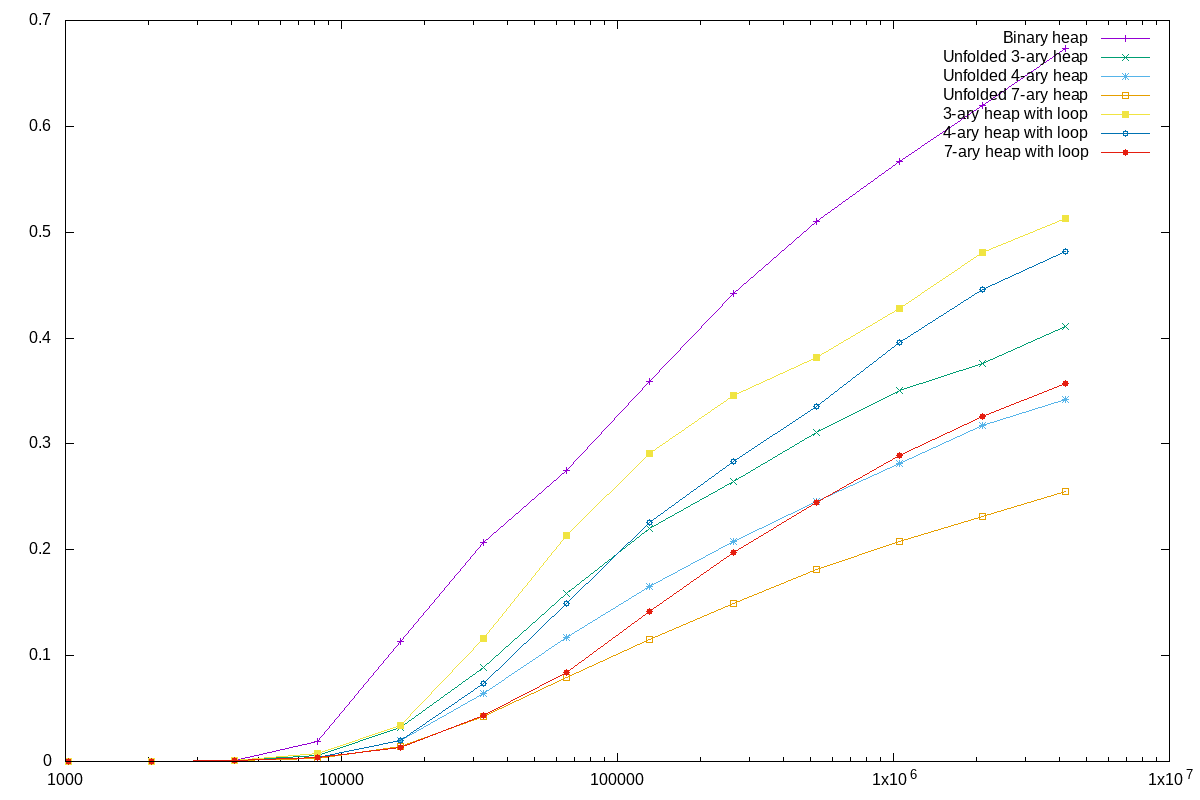 0.7
0.6
0.5
0.4
0.3
0.2
0.1
0
1000
10000
100000
1x10^6
1x10^7
Binary heap
Unfolded 3-ary heap
Unfolded 4-ary heap
Unfolded 7-ary heap
3-ary heap with loop
4-ary heap with loop
7-ary heap with loop